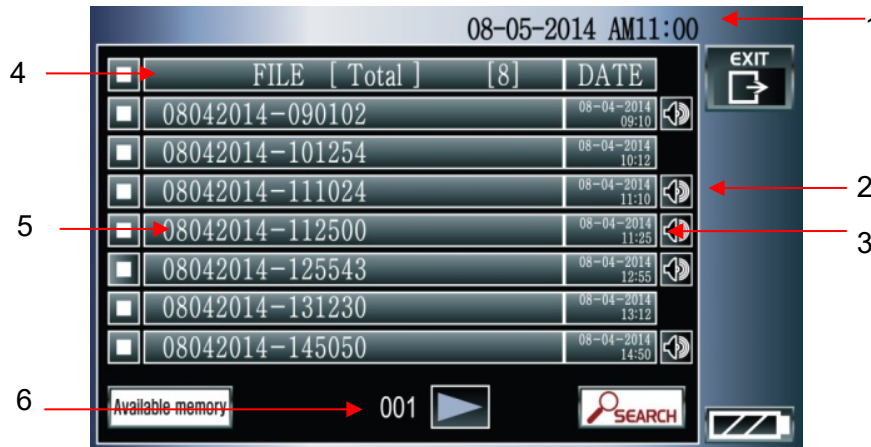 08-05-2014 AM11:00
1
4
FILE [ Total ] [8] DATE
EXIT
08042014-090102 08-04-2014 09:10
08042014-101254 08-04-2014 10:12
08042014-111024 08-04-2014 11:10
2
5
08042014-112500 08-04-2014 11:25
3
08042014-125543 08-04-2014 12:55
08042014-131230 08-04-2014 13:12
08042014-145050 08-04-2014 14:50
6
Available memory 001 SEARCH